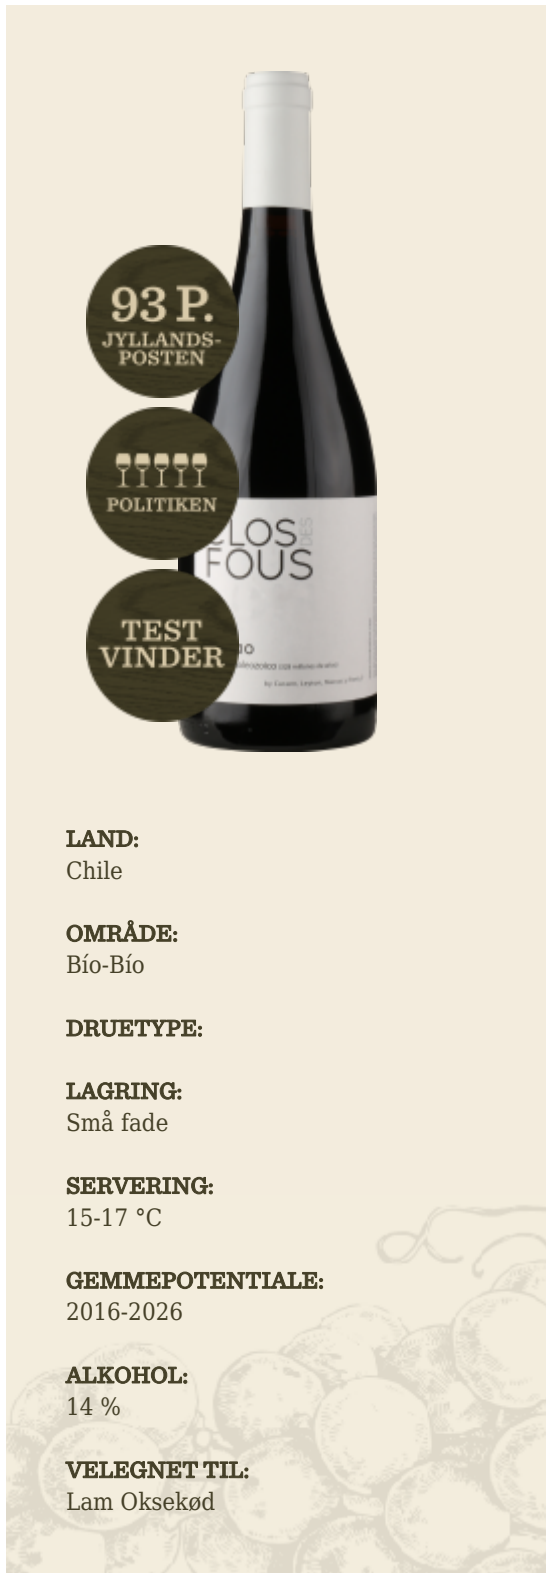 93 P.
JYLLANDS-
POSTEN
POLITIKEN
TEST
VINDER
CLOS
DES
FOUS
LAND:
Chile
OMRÅDE:
Bío-Bío
DRUETYPE:
LAGRING:
Små fade
SERVERING:
15-17 °C
GEMMEPOTENTIALE:
2016-2026
ALKOHOL:
14 %
VELEGNET TIL:
Lam Oksekød